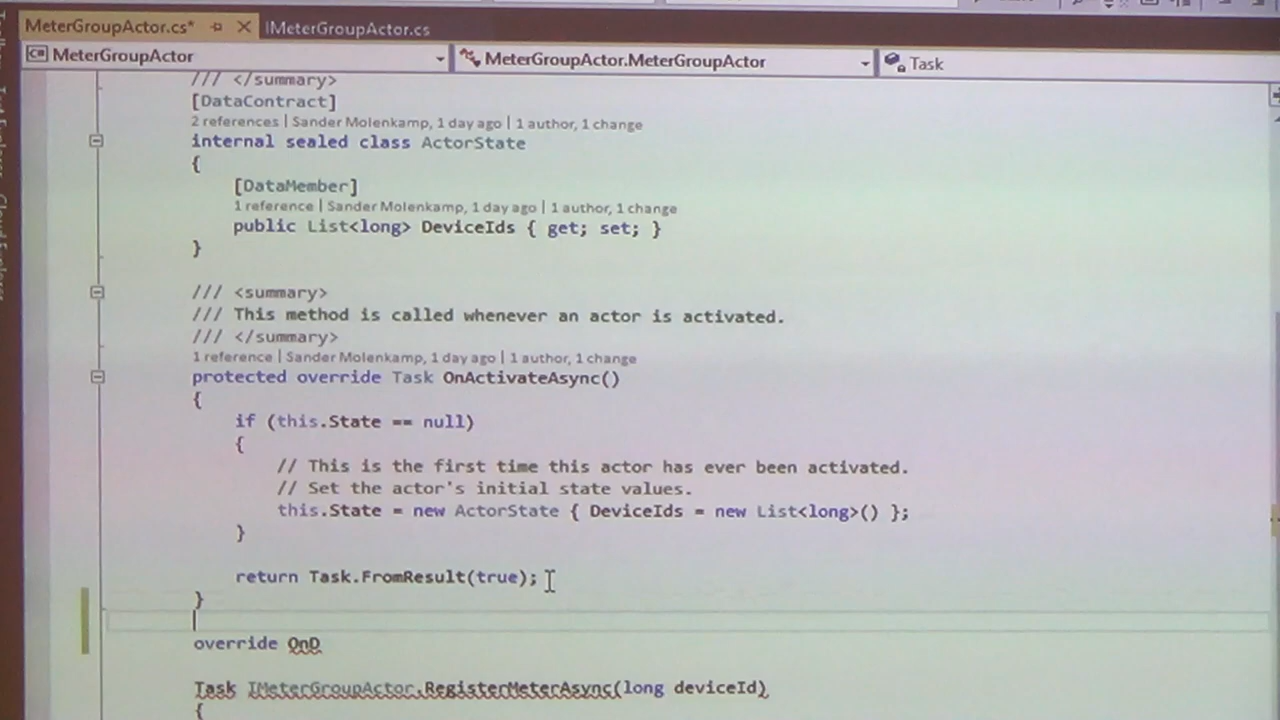 MeterGroupActor.cs*
IMeterGroupActor.cs
MeterGroupActor
MeterGroupActor.MeterGroupActor
Task
/// </summary>
[DataContract]
2 references | Sander Molenkamp, 1 day ago | 1 author, 1 change
internal sealed class ActorState
{
[DataMember]
1 reference | Sander Molenkamp, 1 day ago | 1 author, 1 change
public List<long> DeviceIds { get; set; }
}
/// <summary>
/// This method is called whenever an actor is activated.
/// </summary>
1 reference | Sander Molenkamp, 1 day ago | 1 author, 1 change
protected override Task OnActivateAsync()
{
if (this.State == null)
{
// This is the first time this actor has ever been activated.
// Set the actor's initial state values.
this.State = new ActorState { DeviceIds = new List<long>() };
}
return Task.FromResult(true);
}
override OnD
Task IMeterGroupActor.RegisterMeterAsync(long deviceId)
{